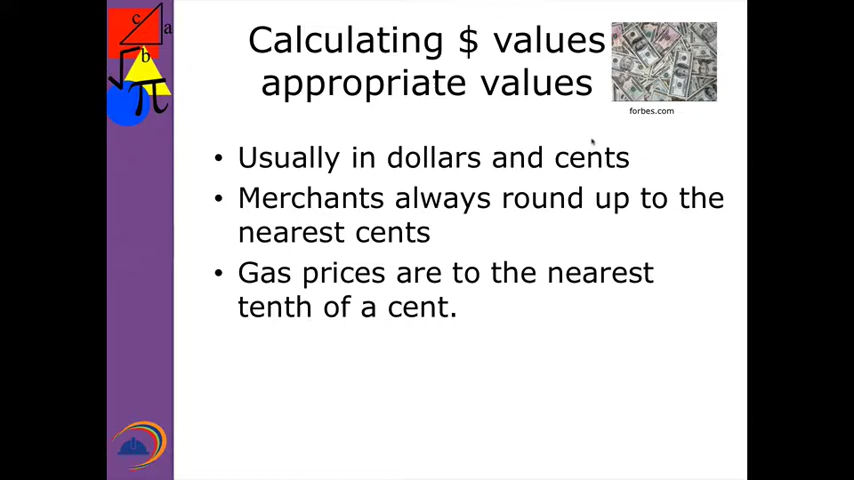 c
a
b
√
π
Calculating $ values
appropriate values
forbes.com
• Usually in dollars and cents
• Merchants always round up to the
nearest cents
• Gas prices are to the nearest
tenth of a cent.